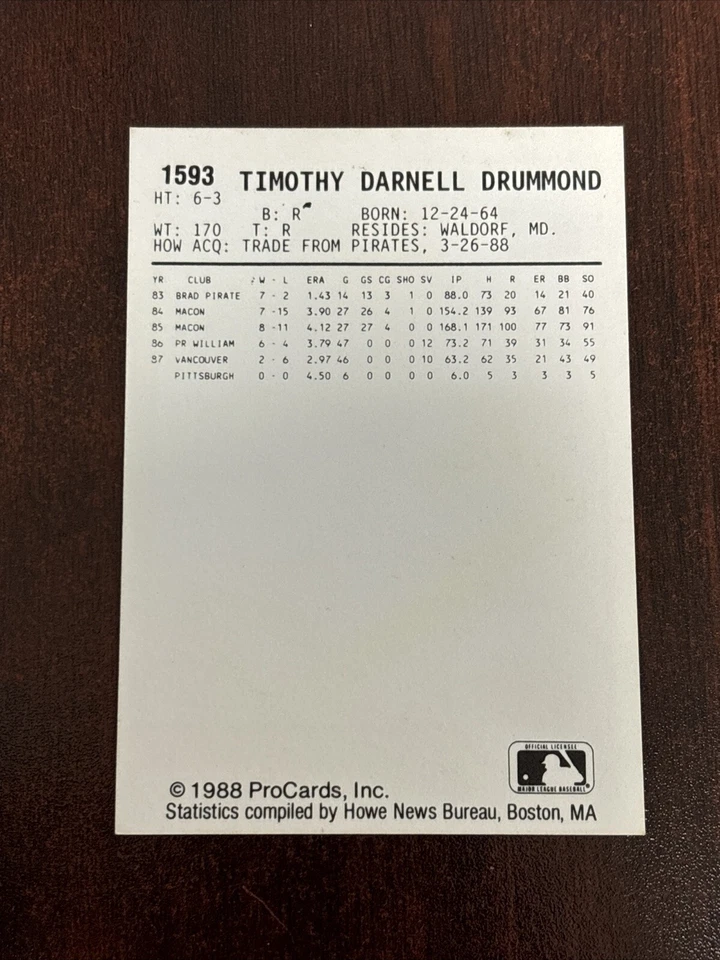 1593 TIMOTHY DARNELL DRUMMOND
HT: 6-3
B: R BORN: 12-24-64
WT: 170 T: R RESIDES: WALDORF, MD.
HOW ACQ: TRADE FROM PIRATES, 3-26-88
YR CLUB W - L ERA G GS CG SHO SV IP H R ER BB SO
83 BRAD PIRATE 7 - 2 1.43 14 13 3 1 0 88.0 73 20 14 21 40
84 MACON 7 -15 3.90 27 26 4 1 0 154.2 139 93 67 81 76
85 MACON 8 -11 4.12 27 27 4 0 0 168.1 171 100 77 73 91
86 PR WILLIAM 6 - 4 3.79 47 0 0 0 12 73.2 71 39 31 34 55
87 VANCOUVER 2 - 6 2.97 46 0 0 0 10 63.2 62 35 21 43 49
PITTSBURGH 0 - 0 4.50 6 0 0 0 0 6.0 5 3 3 3 5
OFFICIAL LICENSEE
MAJOR LEAGUE BASEBALL®
© 1988 ProCards, Inc.
Statistics compiled by Howe News Bureau, Boston, MA